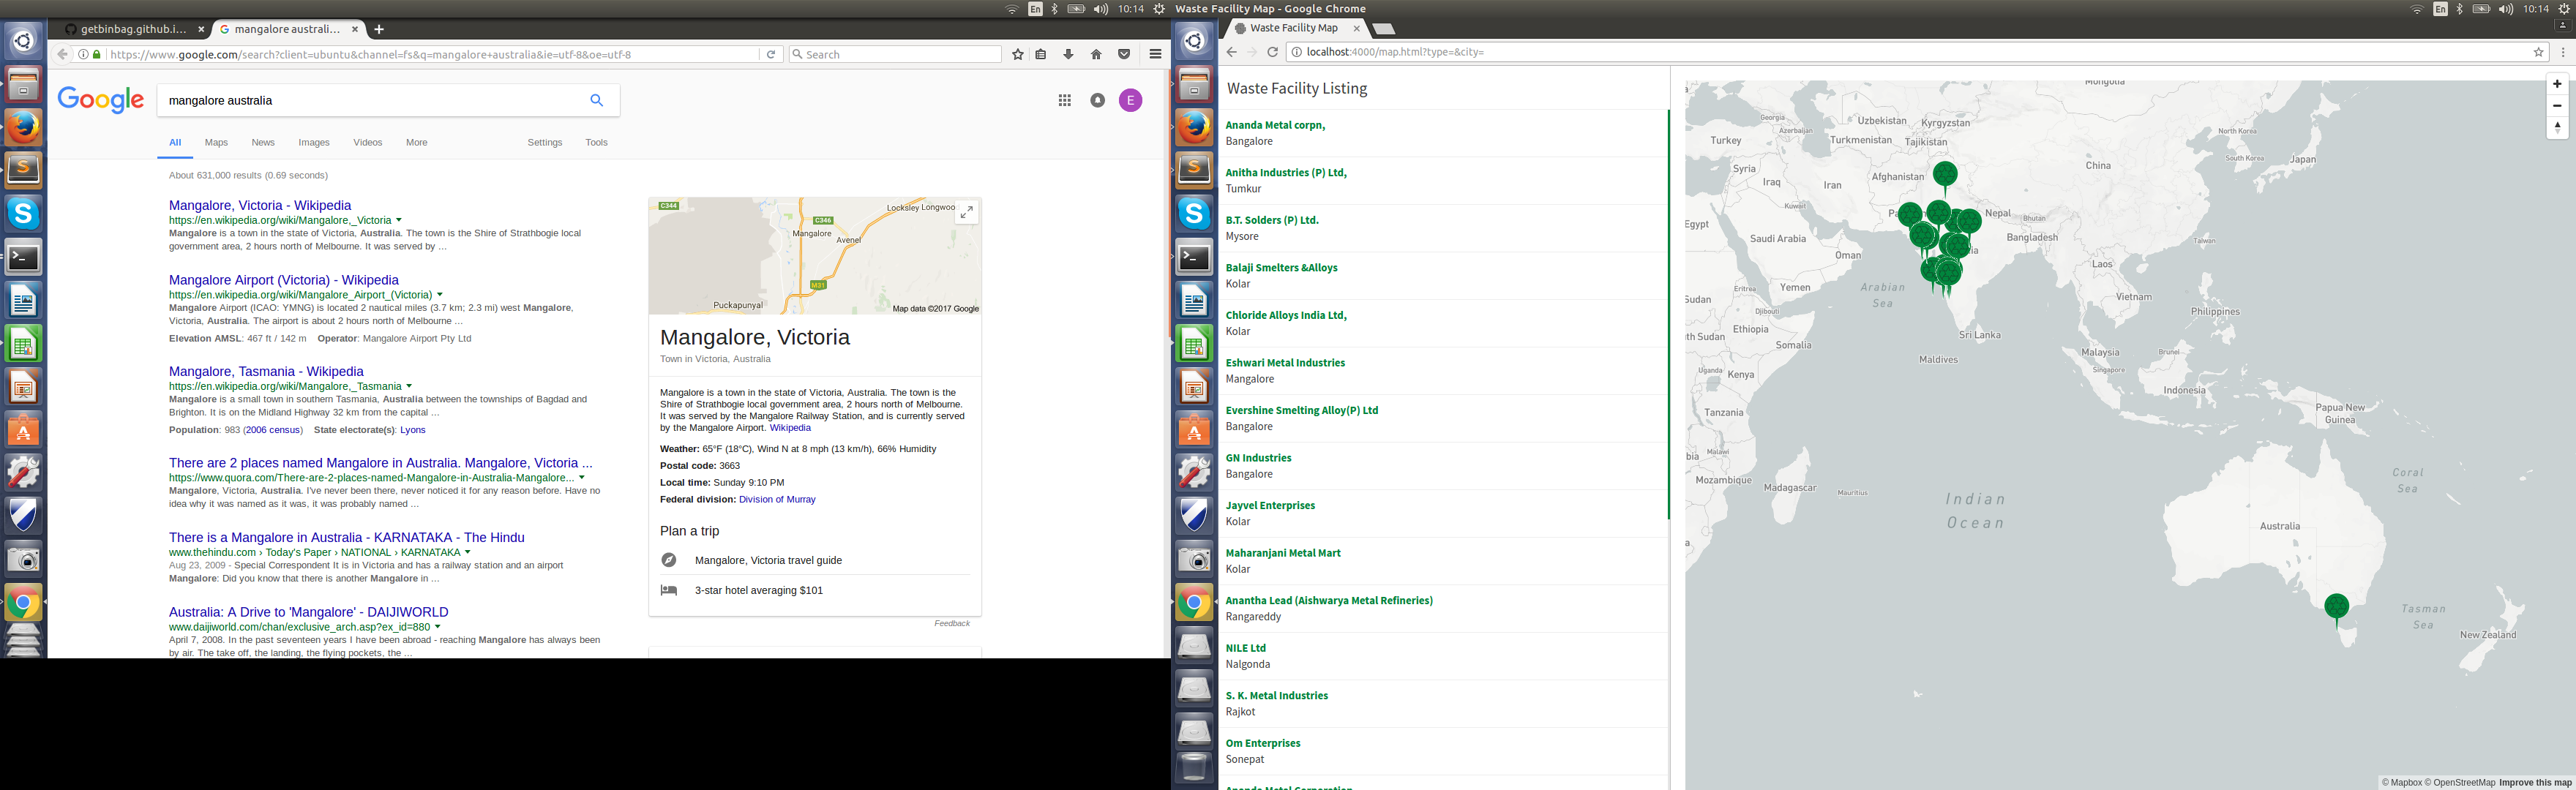 En
10:14
getbinbag.github.i...
mangalore australi...
https://www.google.com/search?client=ubuntu&channel=fs&q=mangalore+australia&ie=utf-8&oe=utf-8
Search
Google
mangalore australia
E
All
Maps
News
Images
Videos
More
Settings
Tools
About 631,000 results (0.69 seconds)
Mangalore, Victoria - Wikipedia
https://en.wikipedia.org/wiki/Mangalore,_Victoria
Mangalore is a town in the state of Victoria, Australia. The town is the Shire of Strathbogie local
government area, 2 hours north of Melbourne. It was served by ...
Mangalore Airport (Victoria) - Wikipedia
https://en.wikipedia.org/wiki/Mangalore_Airport_(Victoria)
Mangalore Airport (ICAO: YMNG) is located 2 nautical miles (3.7 km; 2.3 mi) west Mangalore,
Victoria, Australia. The airport is about 2 hours north of Melbourne ...
Elevation AMSL: 467 ft / 142 m Operator: Mangalore Airport Pty Ltd
Mangalore, Tasmania - Wikipedia
https://en.wikipedia.org/wiki/Mangalore,_Tasmania
Mangalore is a small town in southern Tasmania, Australia between the townships of Bagdad and
Brighton. It is on the Midland Highway 32 km from the capital ...
Population: 983 (2006 census) State electorate(s): Lyons
There are 2 places named Mangalore in Australia. Mangalore, Victoria ...
https://www.quora.com/There-are-2-places-named-Mangalore-in-Australia-Mangalore...
Mangalore, Victoria, Australia. I've never been there, never noticed it for any reason before. Have no
idea why it was named as it was, it was probably named ...
There is a Mangalore in Australia - KARNATAKA - The Hindu
www.thehindu.com › Today's Paper › NATIONAL › KARNATAKA
Aug 23, 2009 - Special Correspondent It is in Victoria and has a railway station and an airport
Mangalore: Did you know that there is another Mangalore in ...
Australia: A Drive to 'Mangalore' - DAIJIWORLD
www.daijiworld.com/chan/exclusive_arch.asp?ex_id=880
April 7, 2008. In the past seventeen years I have been abroad - reaching Mangalore has always been
by air. The take off, the landing, the flying pockets, the ...
C344
C346
Locksley Longwoo
Mangalore
Avenel
M31
Puckapunyal
Map data ©2017 Google
Mangalore, Victoria
Town in Victoria, Australia
Mangalore is a town in the state of Victoria, Australia. The town is the
Shire of Strathbogie local government area, 2 hours north of Melbourne.
It was served by the Mangalore Railway Station, and is currently served
by the Mangalore Airport. Wikipedia
Weather: 65°F (18°C), Wind N at 8 mph (13 km/h), 66% Humidity
Postal code: 3663
Local time: Sunday 9:10 PM
Federal division: Division of Murray
Plan a trip
Mangalore, Victoria travel guide
3-star hotel averaging $101
Feedback
Waste Facility Map - Google Chrome
En
10:14
Waste Facility Map
localhost:4000/map.html?type=&city=
Waste Facility Listing
Ananda Metal corpn,
Bangalore
Anitha Industries (P) Ltd,
Tumkur
B.T. Solders (P) Ltd.
Mysore
Balaji Smelters &Alloys
Kolar
Chloride Alloys India Ltd,
Kolar
Eshwari Metal Industries
Mangalore
Evershine Smelting Alloy(P) Ltd
Bangalore
GN Industries
Bangalore
Jayvel Enterprises
Kolar
Maharanjani Metal Mart
Kolar
Anantha Lead (Aishwarya Metal Refineries)
Rangareddy
NILE Ltd
Nalgonda
S. K. Metal Industries
Rajkot
Om Enterprises
Sonepat
Ananda Metal Corporation
Mongolia
Georgia
Uzbekistan
Kyrgyzstan
Azerbaijan
Turkey
Turkmenistan
Tajikistan
North Korea
South Korea
Japan
China
Syria
Iraq
Iran
Afghanistan
Kuwait
Pa
Nepal
Bhutan
Egypt
Saudi Arabia
Bangladesh
Taiwan
Oman
ia
Laos
Arabian
Sea
Yemen
Eritrea
Sudan
Djibouti
Vietnam
Philippines
Ethiopia
th Sudan
Somalia
Sri Lanka
Maldives
Malaysia
Brunei
Singapore
Uganda
Kenya
Indonesia
Tanzania
Papua New
Guinea
Malawi
bia
Mozambique
Madagascar
Mauritius
Indian
Ocean
Coral
Sea
Australia
Tasman
Sea
New Zealand
© Mapbox © OpenStreetMap Improve this map